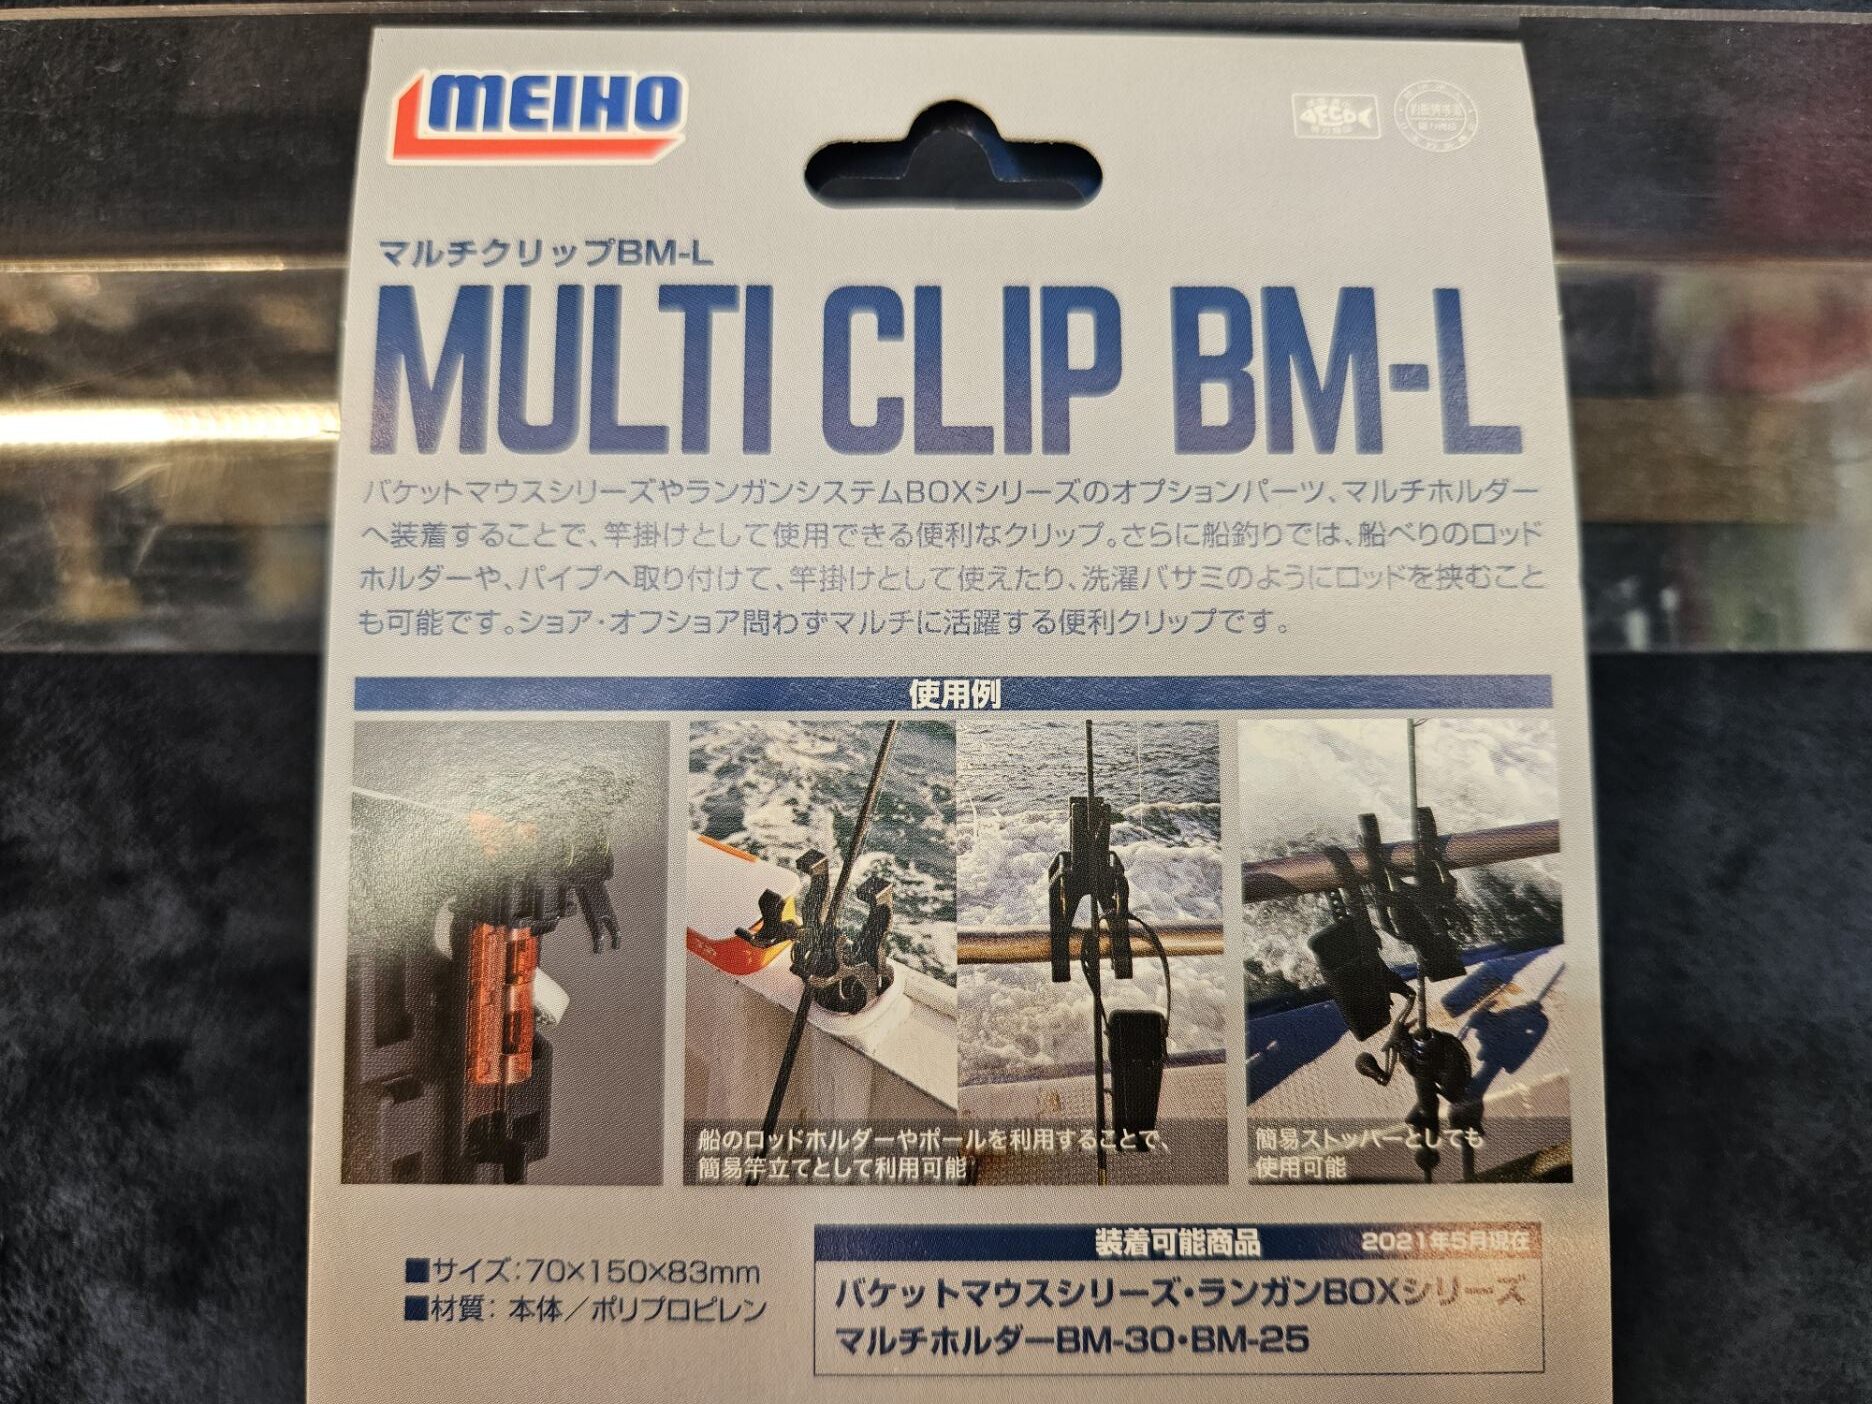 MEIHO
マルチクリップBM-L
MULTI CLIP BM-L
バケットマウスシリーズやランガンシステムBOXシリーズのオプションパーツ、マルチホルダー
へ装着することで、竿掛けとして使用できる便利なクリップ。さらに船釣りでは、船べりのロッド
ホルダーや、パイプへ取り付けて、竿掛けとして使えたり、洗濯バサミのようにロッドを挟むこと
も可能です。ショア・オフショア問わずマルチに活躍する便利クリップです。
使用例
船のロッドホルダーやポールを利用することで、
簡易竿立てとして利用可能
簡易ストッパーとしても
使用可能
■サイズ:70×150×83mm
■材質: 本体／ポリプロピレン
装着可能商品 2021年5月現在
バケットマウスシリーズ・ランガンBOXシリーズ
マルチホルダーBM-30・BM-25